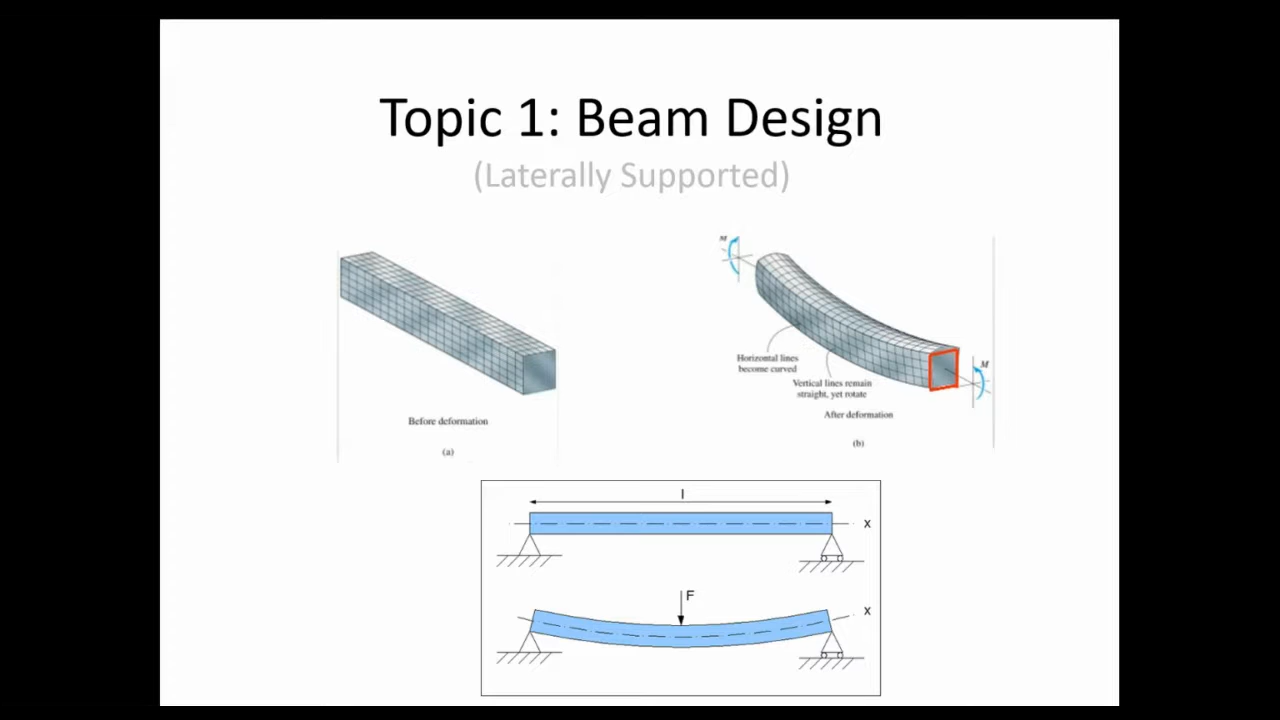 Topic 1: Beam Design
(Laterally Supported)
M
Horizontal lines
become curved
Vertical lines remain
straight, yet rotate
M
Before deformation
(a)
After deformation
(b)
l
x
F
x